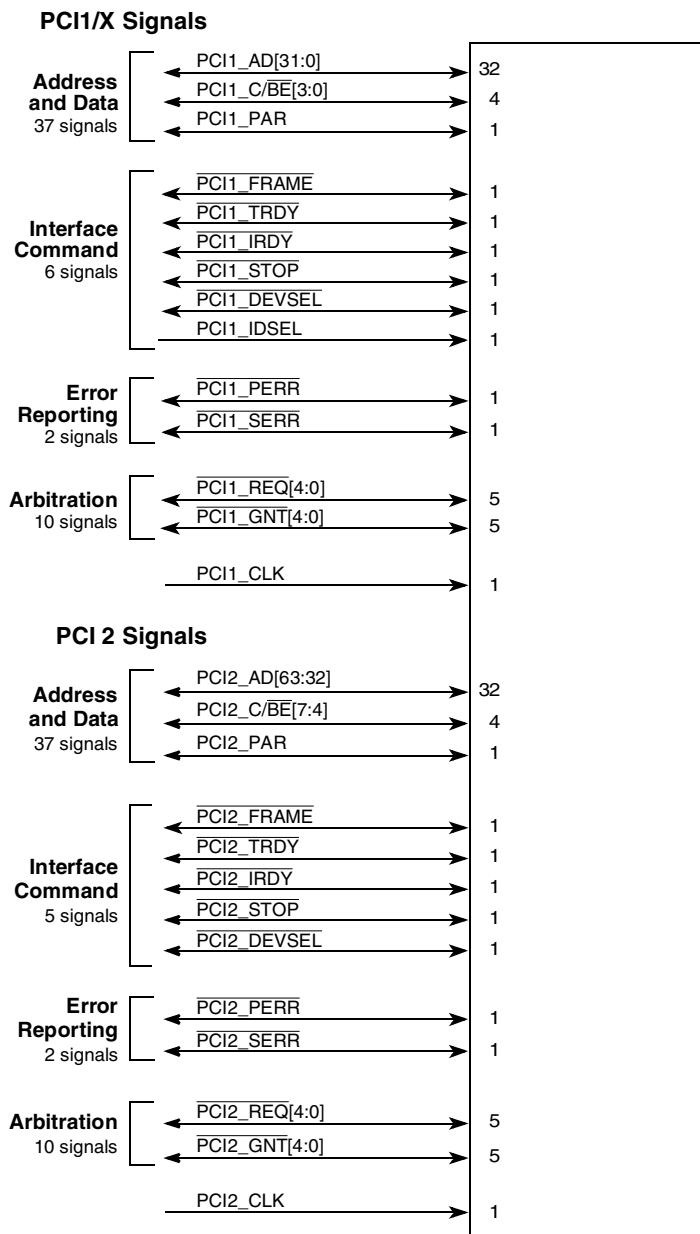 PCI1/X Signals
Address and Data
37 signals
PCI1_AD[31:0] 32
PCI1_C/BE[3:0] 4
PCI1_PAR 1
Interface Command
6 signals
PCI1_FRAME 1
PCI1_TRDY 1
PCI1_IRDY 1
PCI1_STOP 1
PCI1_DEVSEL 1
PCI1_IDSEL 1
Error Reporting
2 signals
PCI1_PERR 1
PCI1_SERR 1
Arbitration
10 signals
PCI1_REQ[4:0] 5
PCI1_GNT[4:0] 5
PCI1_CLK 1
PCI 2 Signals
Address and Data
37 signals
PCI2_AD[63:32] 32
PCI2_C/BE[7:4] 4
PCI2_PAR 1
Interface Command
5 signals
PCI2_FRAME 1
PCI2_TRDY 1
PCI2_IRDY 1
PCI2_STOP 1
PCI2_DEVSEL 1
Error Reporting
2 signals
PCI2_PERR 1
PCI2_SERR 1
Arbitration
10 signals
PCI2_REQ[4:0] 5
PCI2_GNT[4:0] 5
PCI2_CLK 1